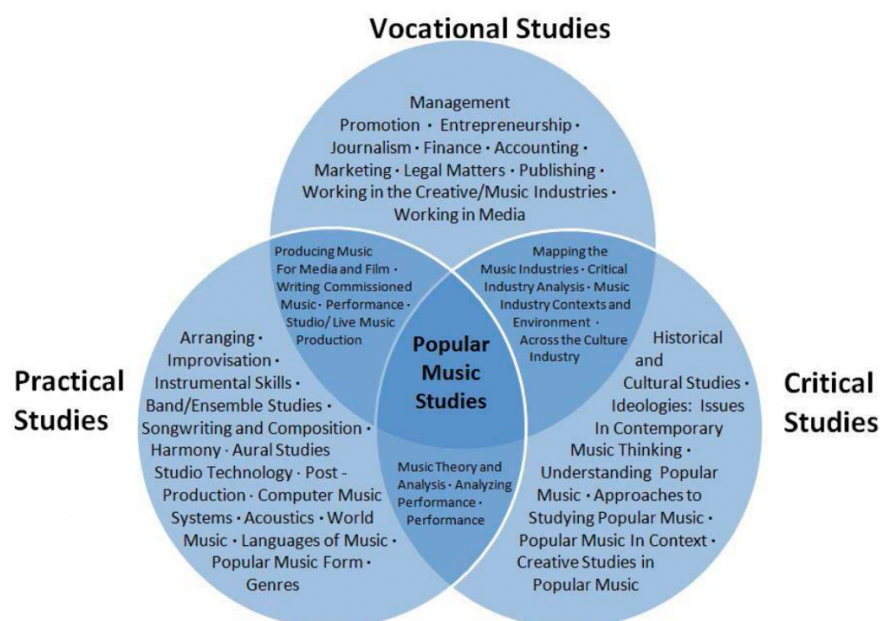 Vocational Studies
Management
Promotion · Entrepreneurship ·
Journalism · Finance · Accounting ·
Marketing · Legal Matters · Publishing ·
Working in the Creative/Music Industries ·
Working in Media
Producing Music
For Media and Film ·
Writing Commissioned
Music · Performance ·
Studio/ Live Music
Production
Mapping the
Music Industries · Critical
Industry Analysis · Music
Industry Contexts and
Environment ·
Across the Culture
Industry
Popular
Music
Studies
Practical
Studies
Arranging ·
Improvisation ·
Instrumental Skills ·
Band/Ensemble Studies ·
Songwriting and Composition ·
Harmony · Aural Studies
Studio Technology · Post -
Production · Computer Music
Systems · Acoustics · World
Music · Languages of Music ·
Popular Music Form ·
Genres
Music Theory and
Analysis · Analyzing
Performance ·
Performance
Historical
and
Cultural Studies ·
Ideologies: Issues
In Contemporary
Music Thinking ·
Understanding Popular
Music · Approaches to
Studying Popular Music ·
Popular Music In Context ·
Creative Studies in
Popular Music
Critical
Studies